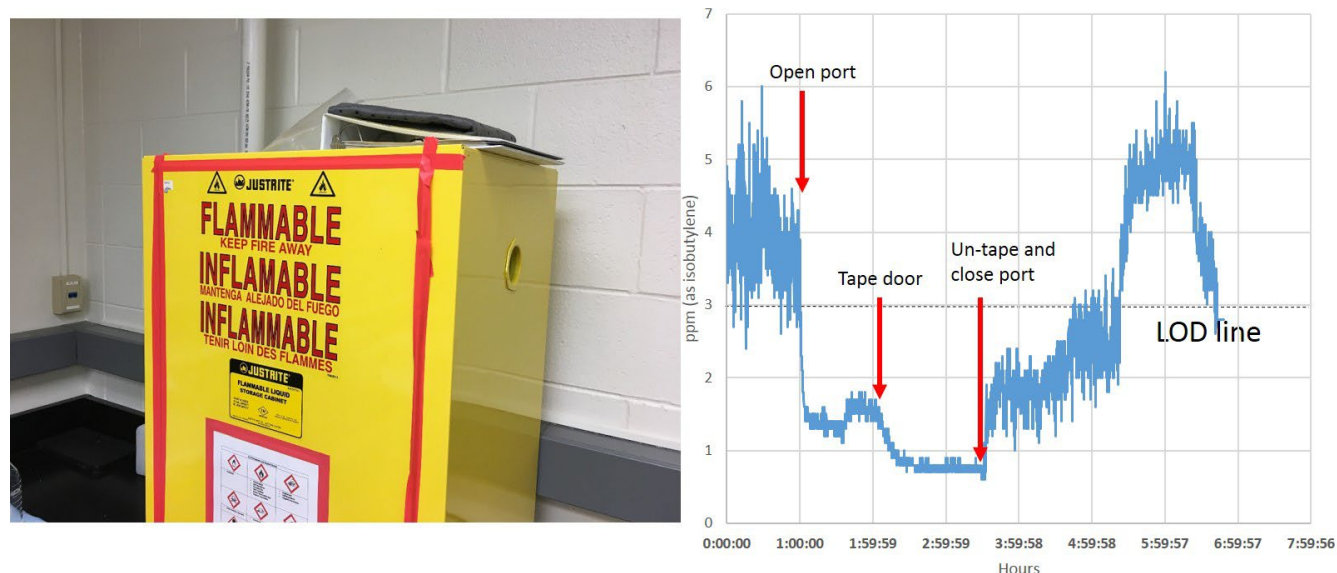 JUSTRITE
FLAMMABLE
KEEP FIRE AWAY
INFLAMABLE
MANTENGA ALEJADO DEL FUEGO
INFLAMMABLE
TENIR LOIN DES FLAMMES
JUSTRITE
FLAMMABLE LIQUID
STORAGE CABINET
7
6
5
4
3
2
1
0
ppm (as isobutylene)
Open port
Tape door
Un-tape and
close port
LOD line
0:00:00 1:00:00 1:59:59 2:59:59 3:59:58 4:59:58 5:59:57 6:59:57 7:59:56
Hours